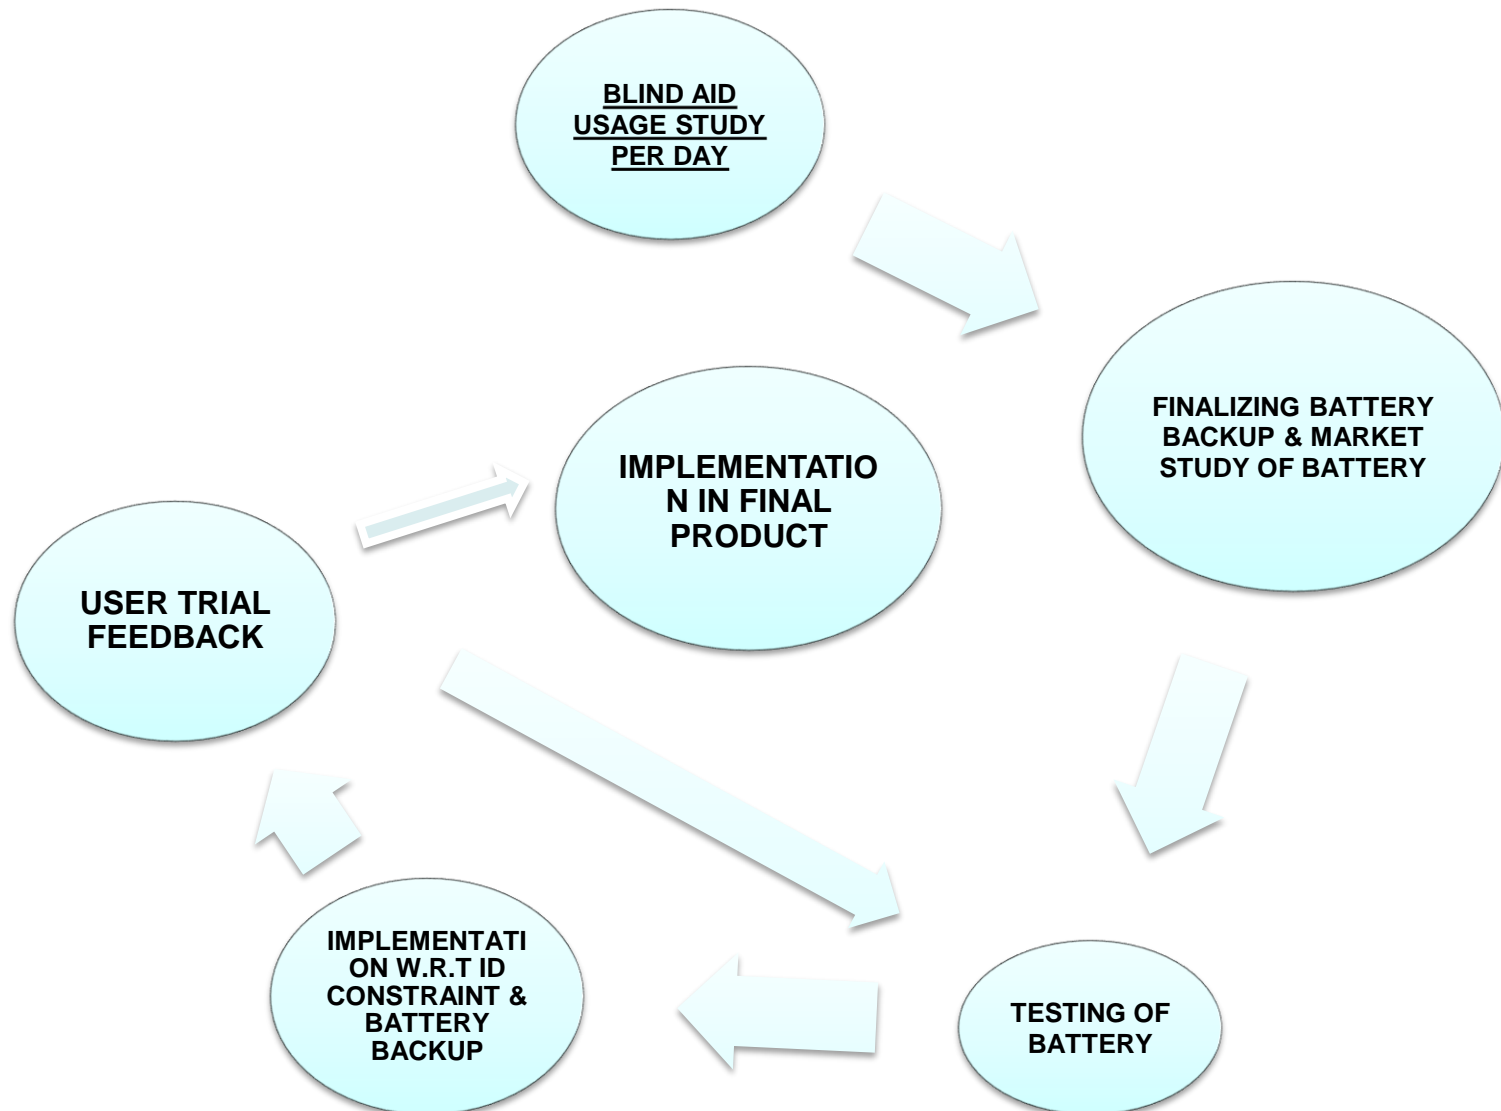 BLIND AID
USAGE STUDY
PER DAY
FINALIZING BATTERY
BACKUP & MARKET
STUDY OF BATTERY
IMPLEMENTATIO
N IN FINAL
PRODUCT
USER TRIAL
FEEDBACK
IMPLEMENTATI
ON W.R.T ID
CONSTRAINT &
BATTERY
BACKUP
TESTING OF
BATTERY